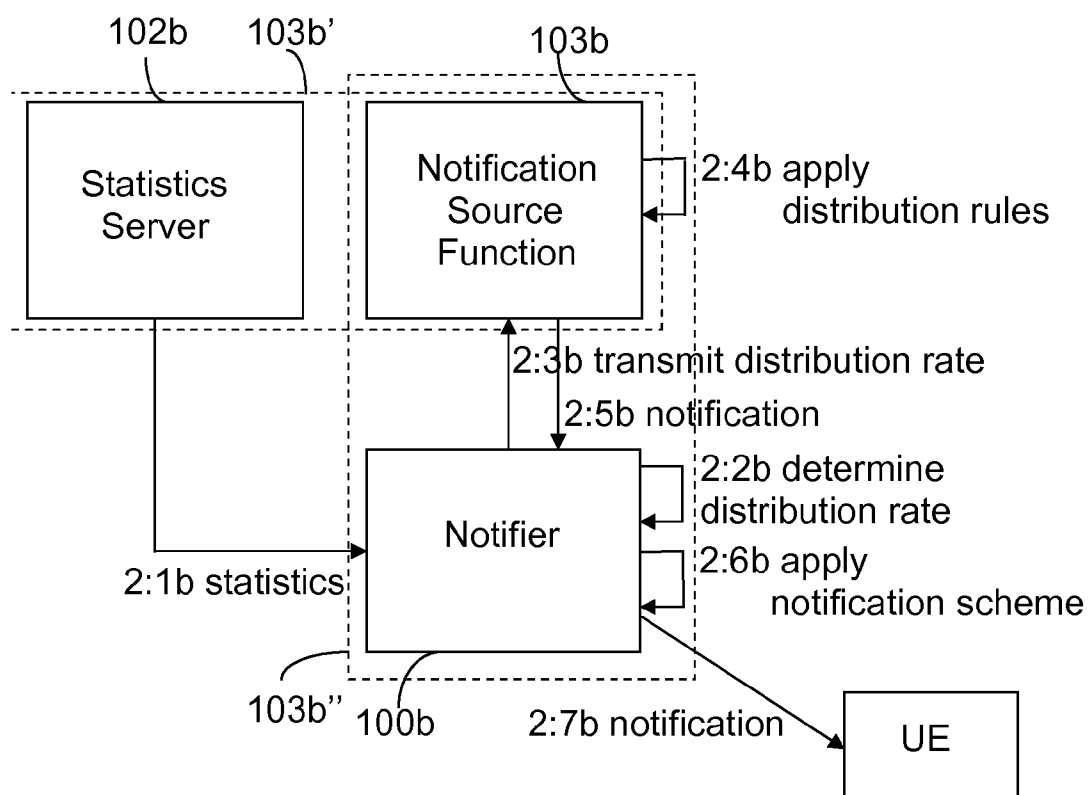 102b
103b’
103b
Statistics
Server
Notification
Source
Function
2:4b apply
distribution rules
2:3b transmit distribution rate
2:5b notification
2:2b determine
distribution rate
Notifier
2:1b statistics
2:6b apply
notification scheme
103b’’
100b
2:7b notification
UE